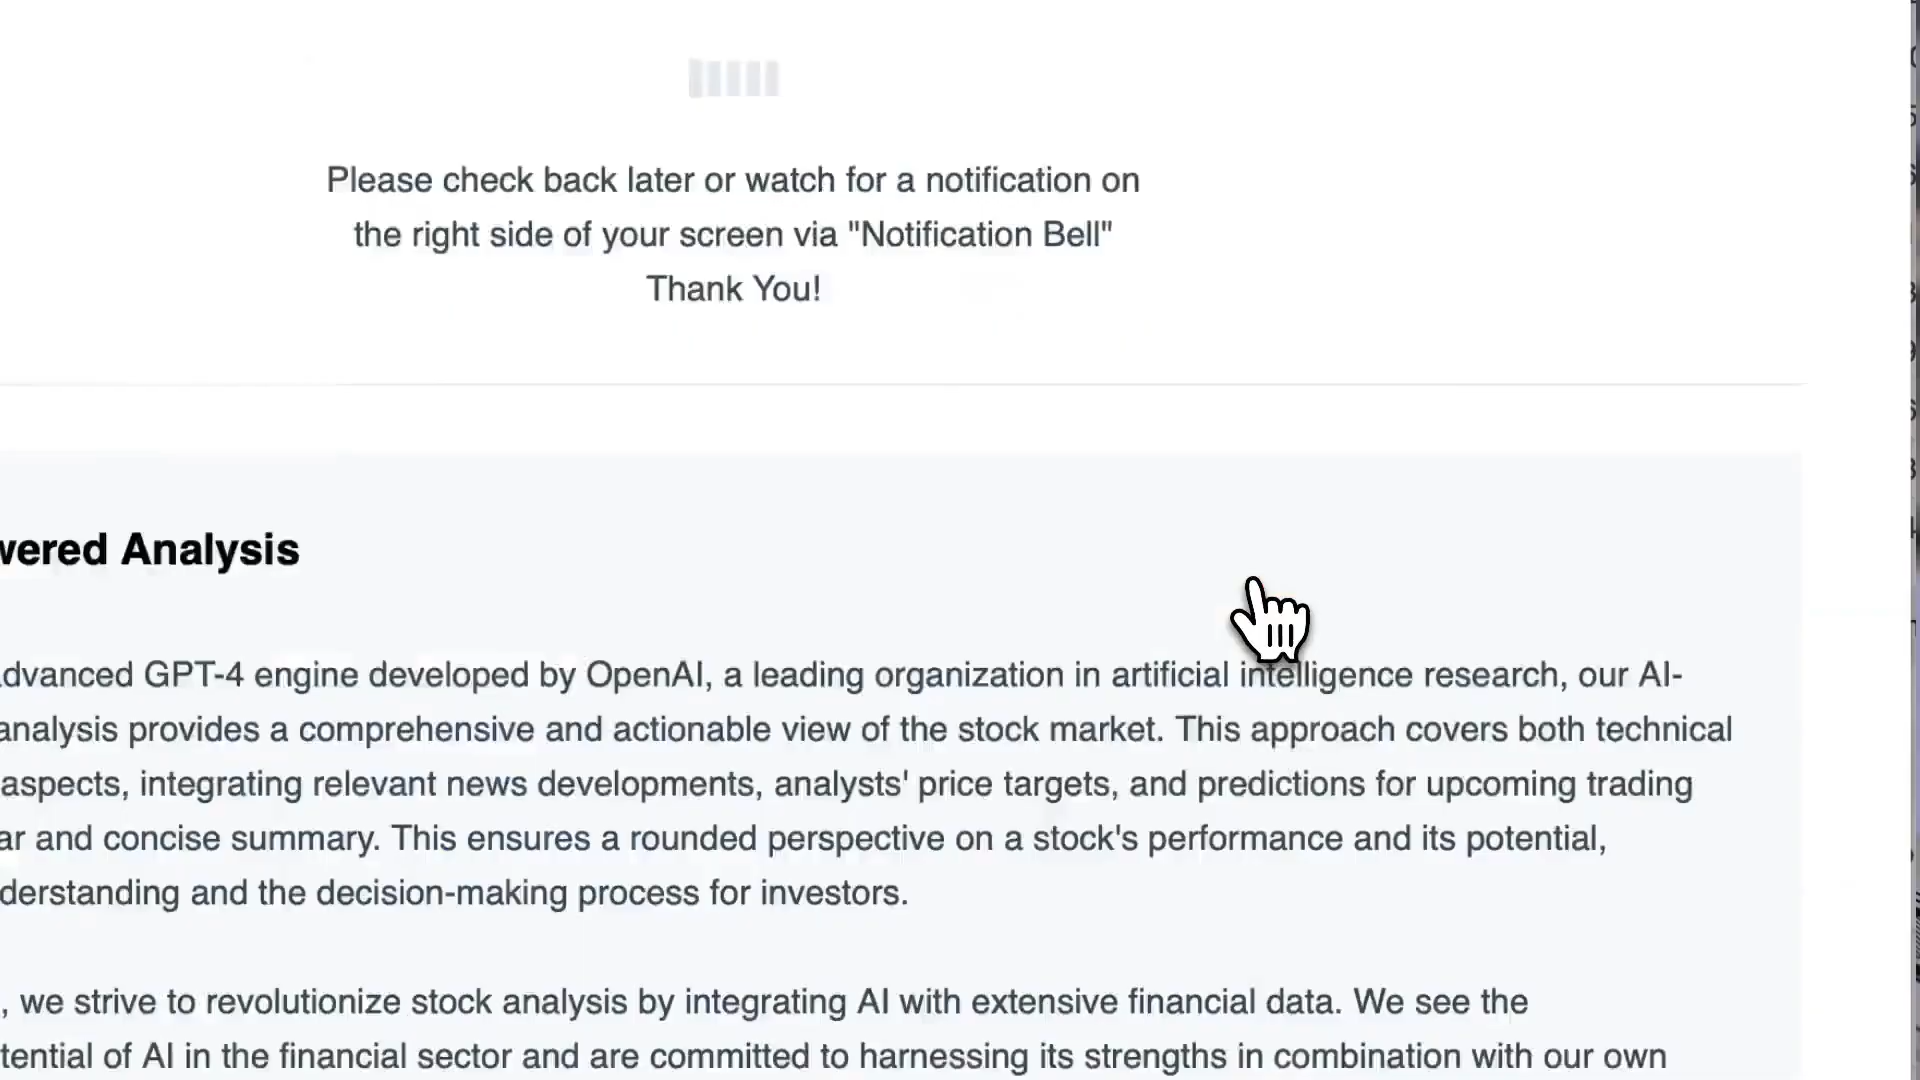 Please check back later or watch for a notification on
the right side of your screen via "Notification Bell"
Thank You!
wered Analysis
dvanced GPT-4 engine developed by OpenAI, a leading organization in artificial intelligence research, our AI-
analysis provides a comprehensive and actionable view of the stock market. This approach covers both technical
aspects, integrating relevant news developments, analysts' price targets, and predictions for upcoming trading
ar and concise summary. This ensures a rounded perspective on a stock's performance and its potential,
derstanding and the decision-making process for investors.
, we strive to revolutionize stock analysis by integrating AI with extensive financial data. We see the
tential of AI in the financial sector and are committed to harnessing its strengths in combination with our own